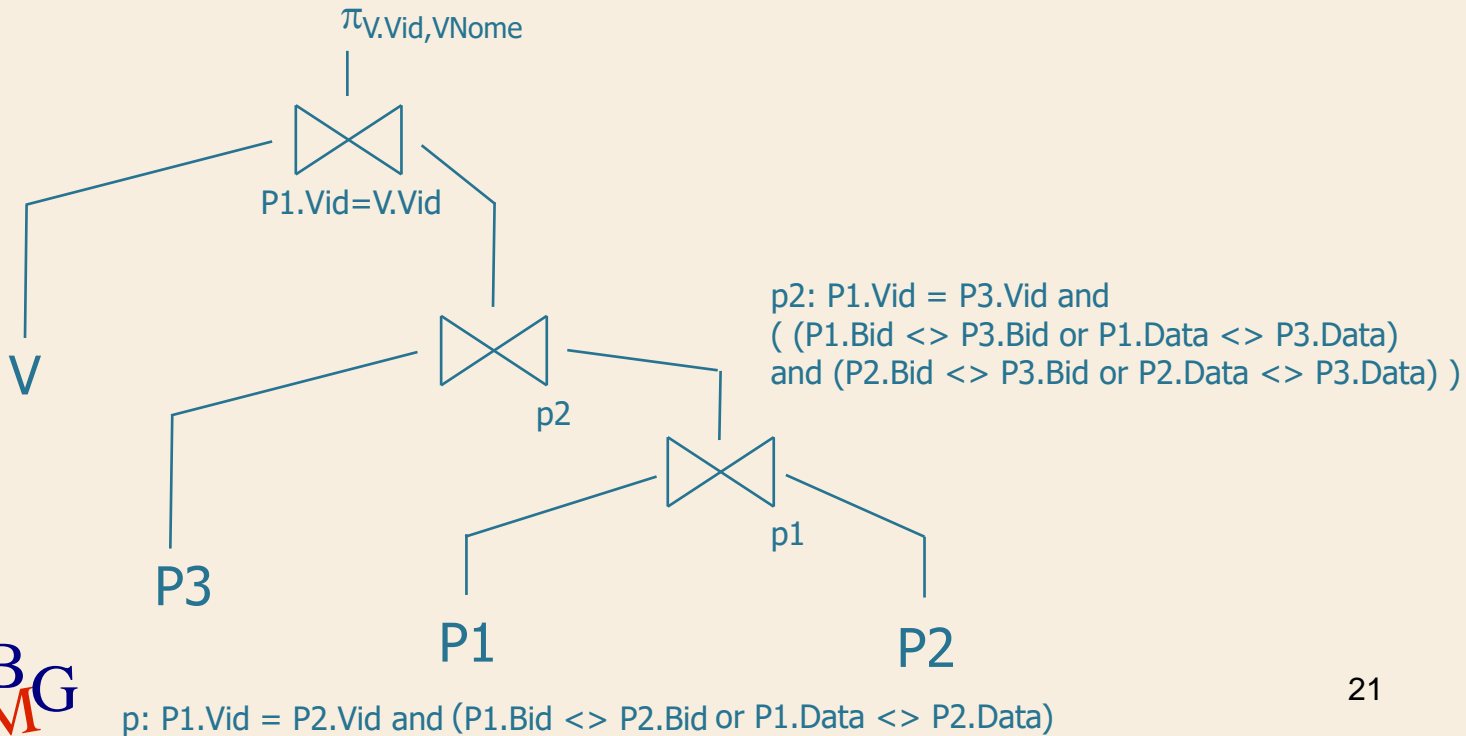 πV.Vid,VNome
P1.Vid=V.Vid
p2: P1.Vid = P3.Vid and
( (P1.Bid <> P3.Bid or P1.Data <> P3.Data)
and (P2.Bid <> P3.Bid or P2.Data <> P3.Data) )
V
p2
p1
P3
P1
P2
BG
M
21
p: P1.Vid = P2.Vid and (P1.Bid <> P2.Bid or P1.Data <> P2.Data)